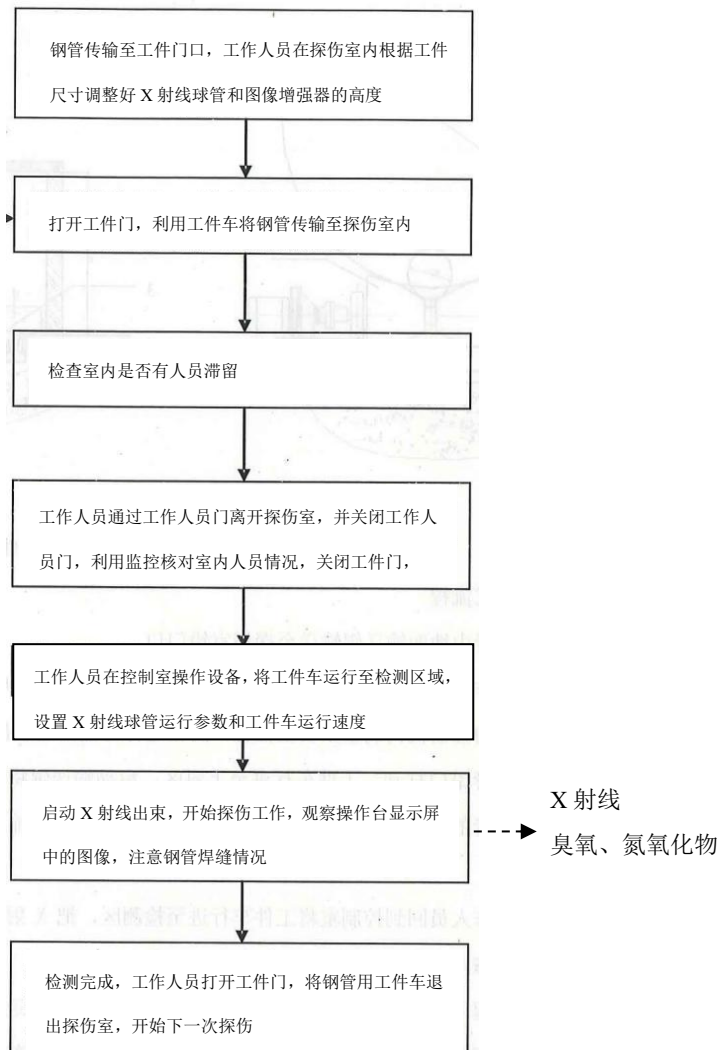 钢管传输至工件门口，工作人员在探伤室内根据工件
尺寸调整好 X 射线球管和图像增强器的高度
打开工件门，利用工件车将钢管传输至探伤室内
检查室内是否有人员滞留
工作人员通过工作人员门离开探伤室，并关闭工作人
员门，利用监控核对室内人员情况，关闭工件门，
工作人员在控制室操作设备，将工件车运行至检测区域，
设置 X 射线球管运行参数和工件车运行速度
启动 X 射线出束，开始探伤工作，观察操作台显示屏
中的图像，注意钢管焊缝情况
X 射线
臭氧、氮氧化物
检测完成，工作人员打开工件门，将钢管用工件车退
出探伤室，开始下一次探伤